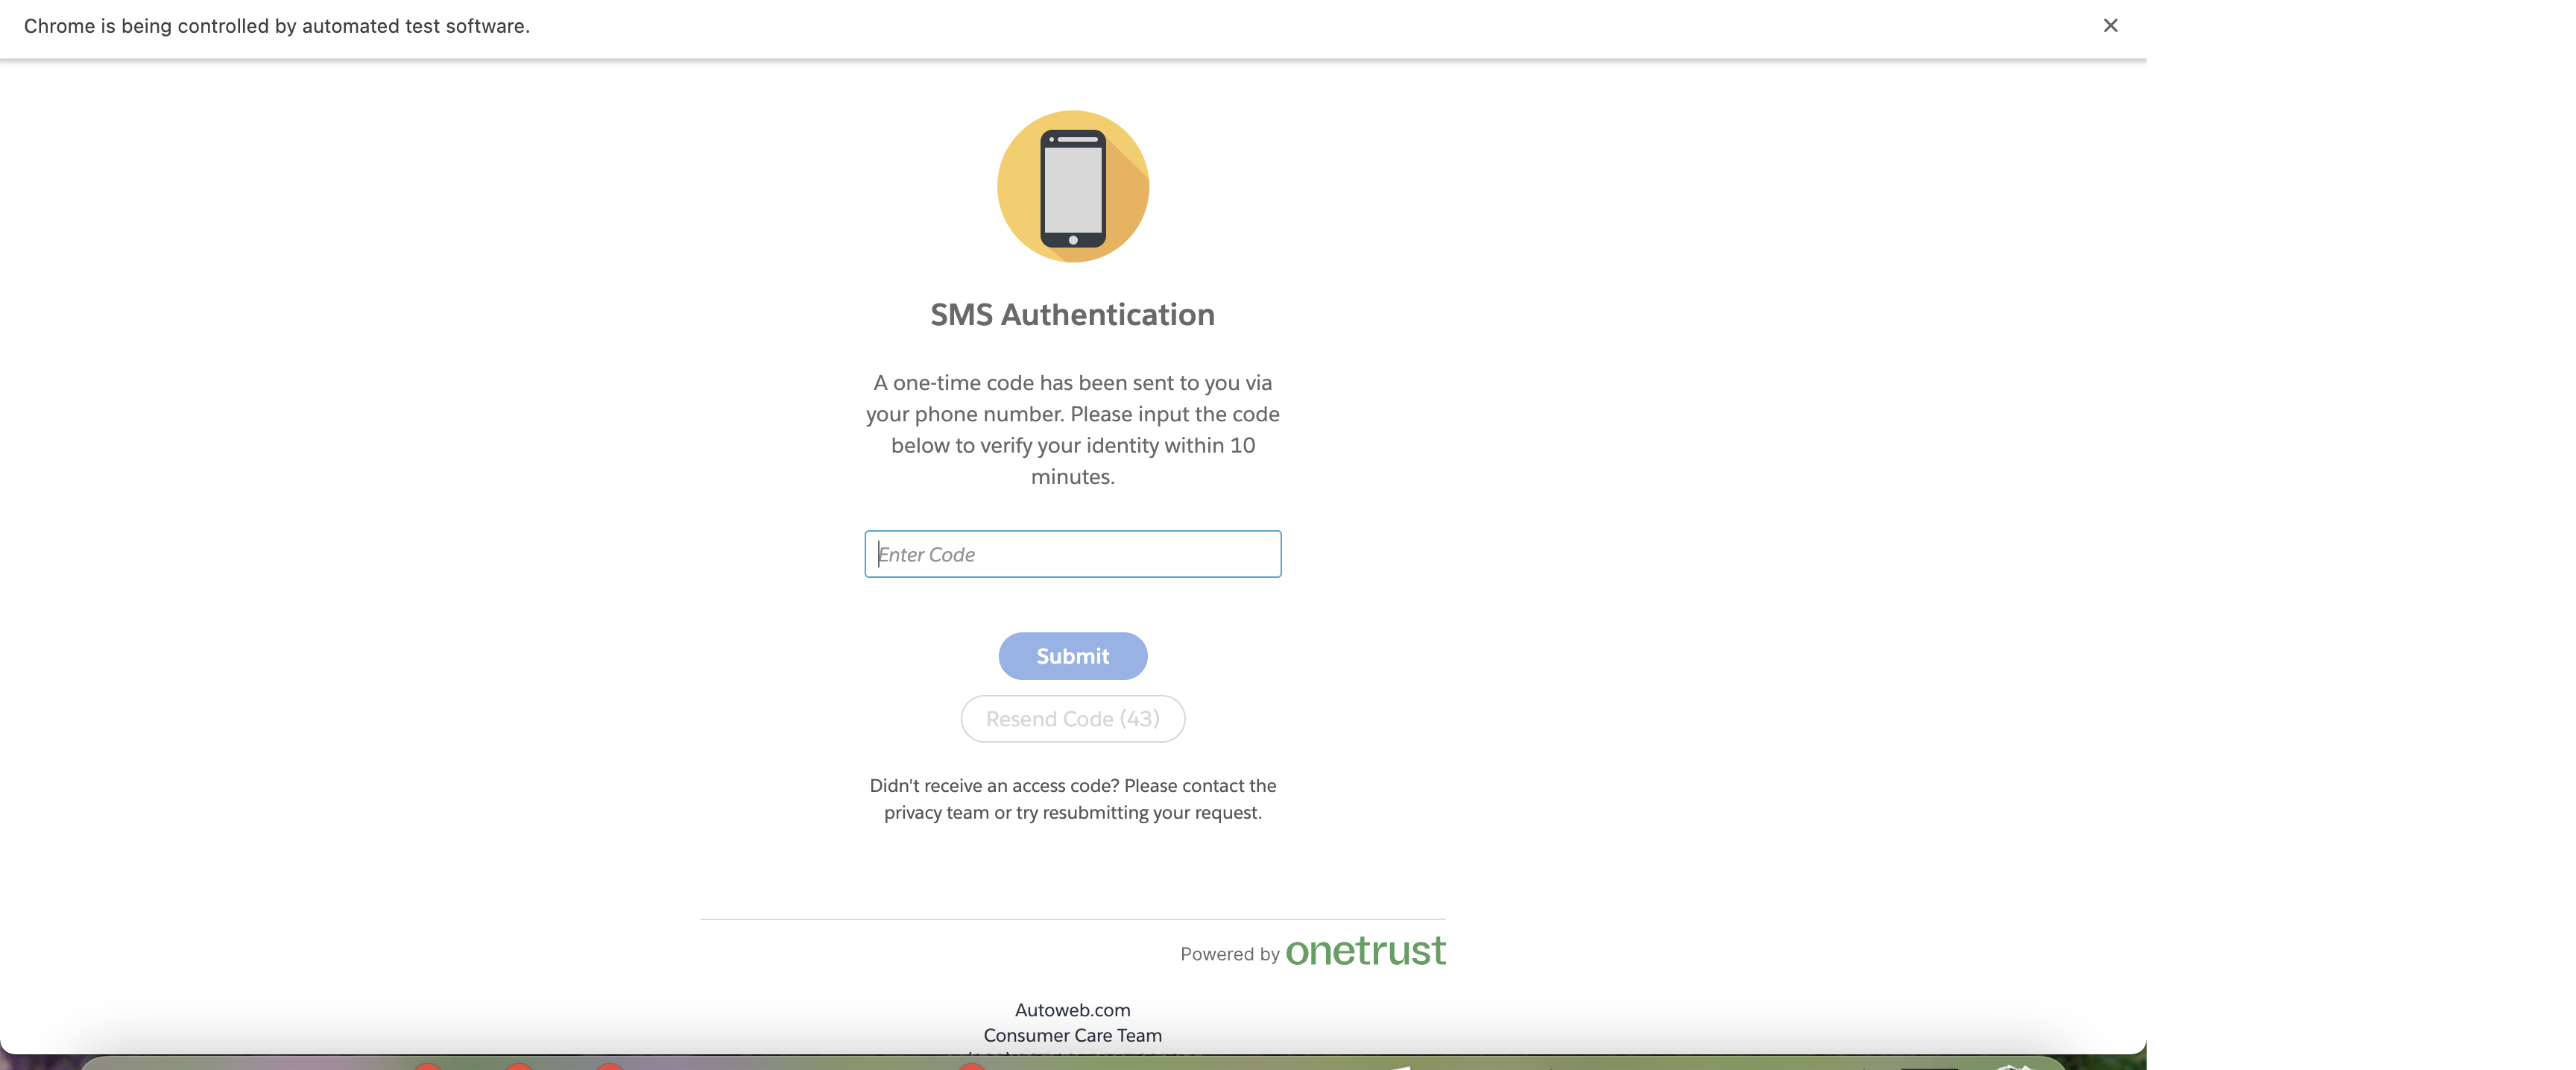 Chrome is being controlled by automated test software.
SMS Authentication
A one-time code has been sent to you via
your phone number. Please input the code
below to verify your identity within 10
minutes.
Enter Code
Submit
Resend Code (43)
Didn't receive an access code? Please contact the
privacy team or try resubmitting your request.
Powered by onetrust
Autoweb.com
Consumer Care Team